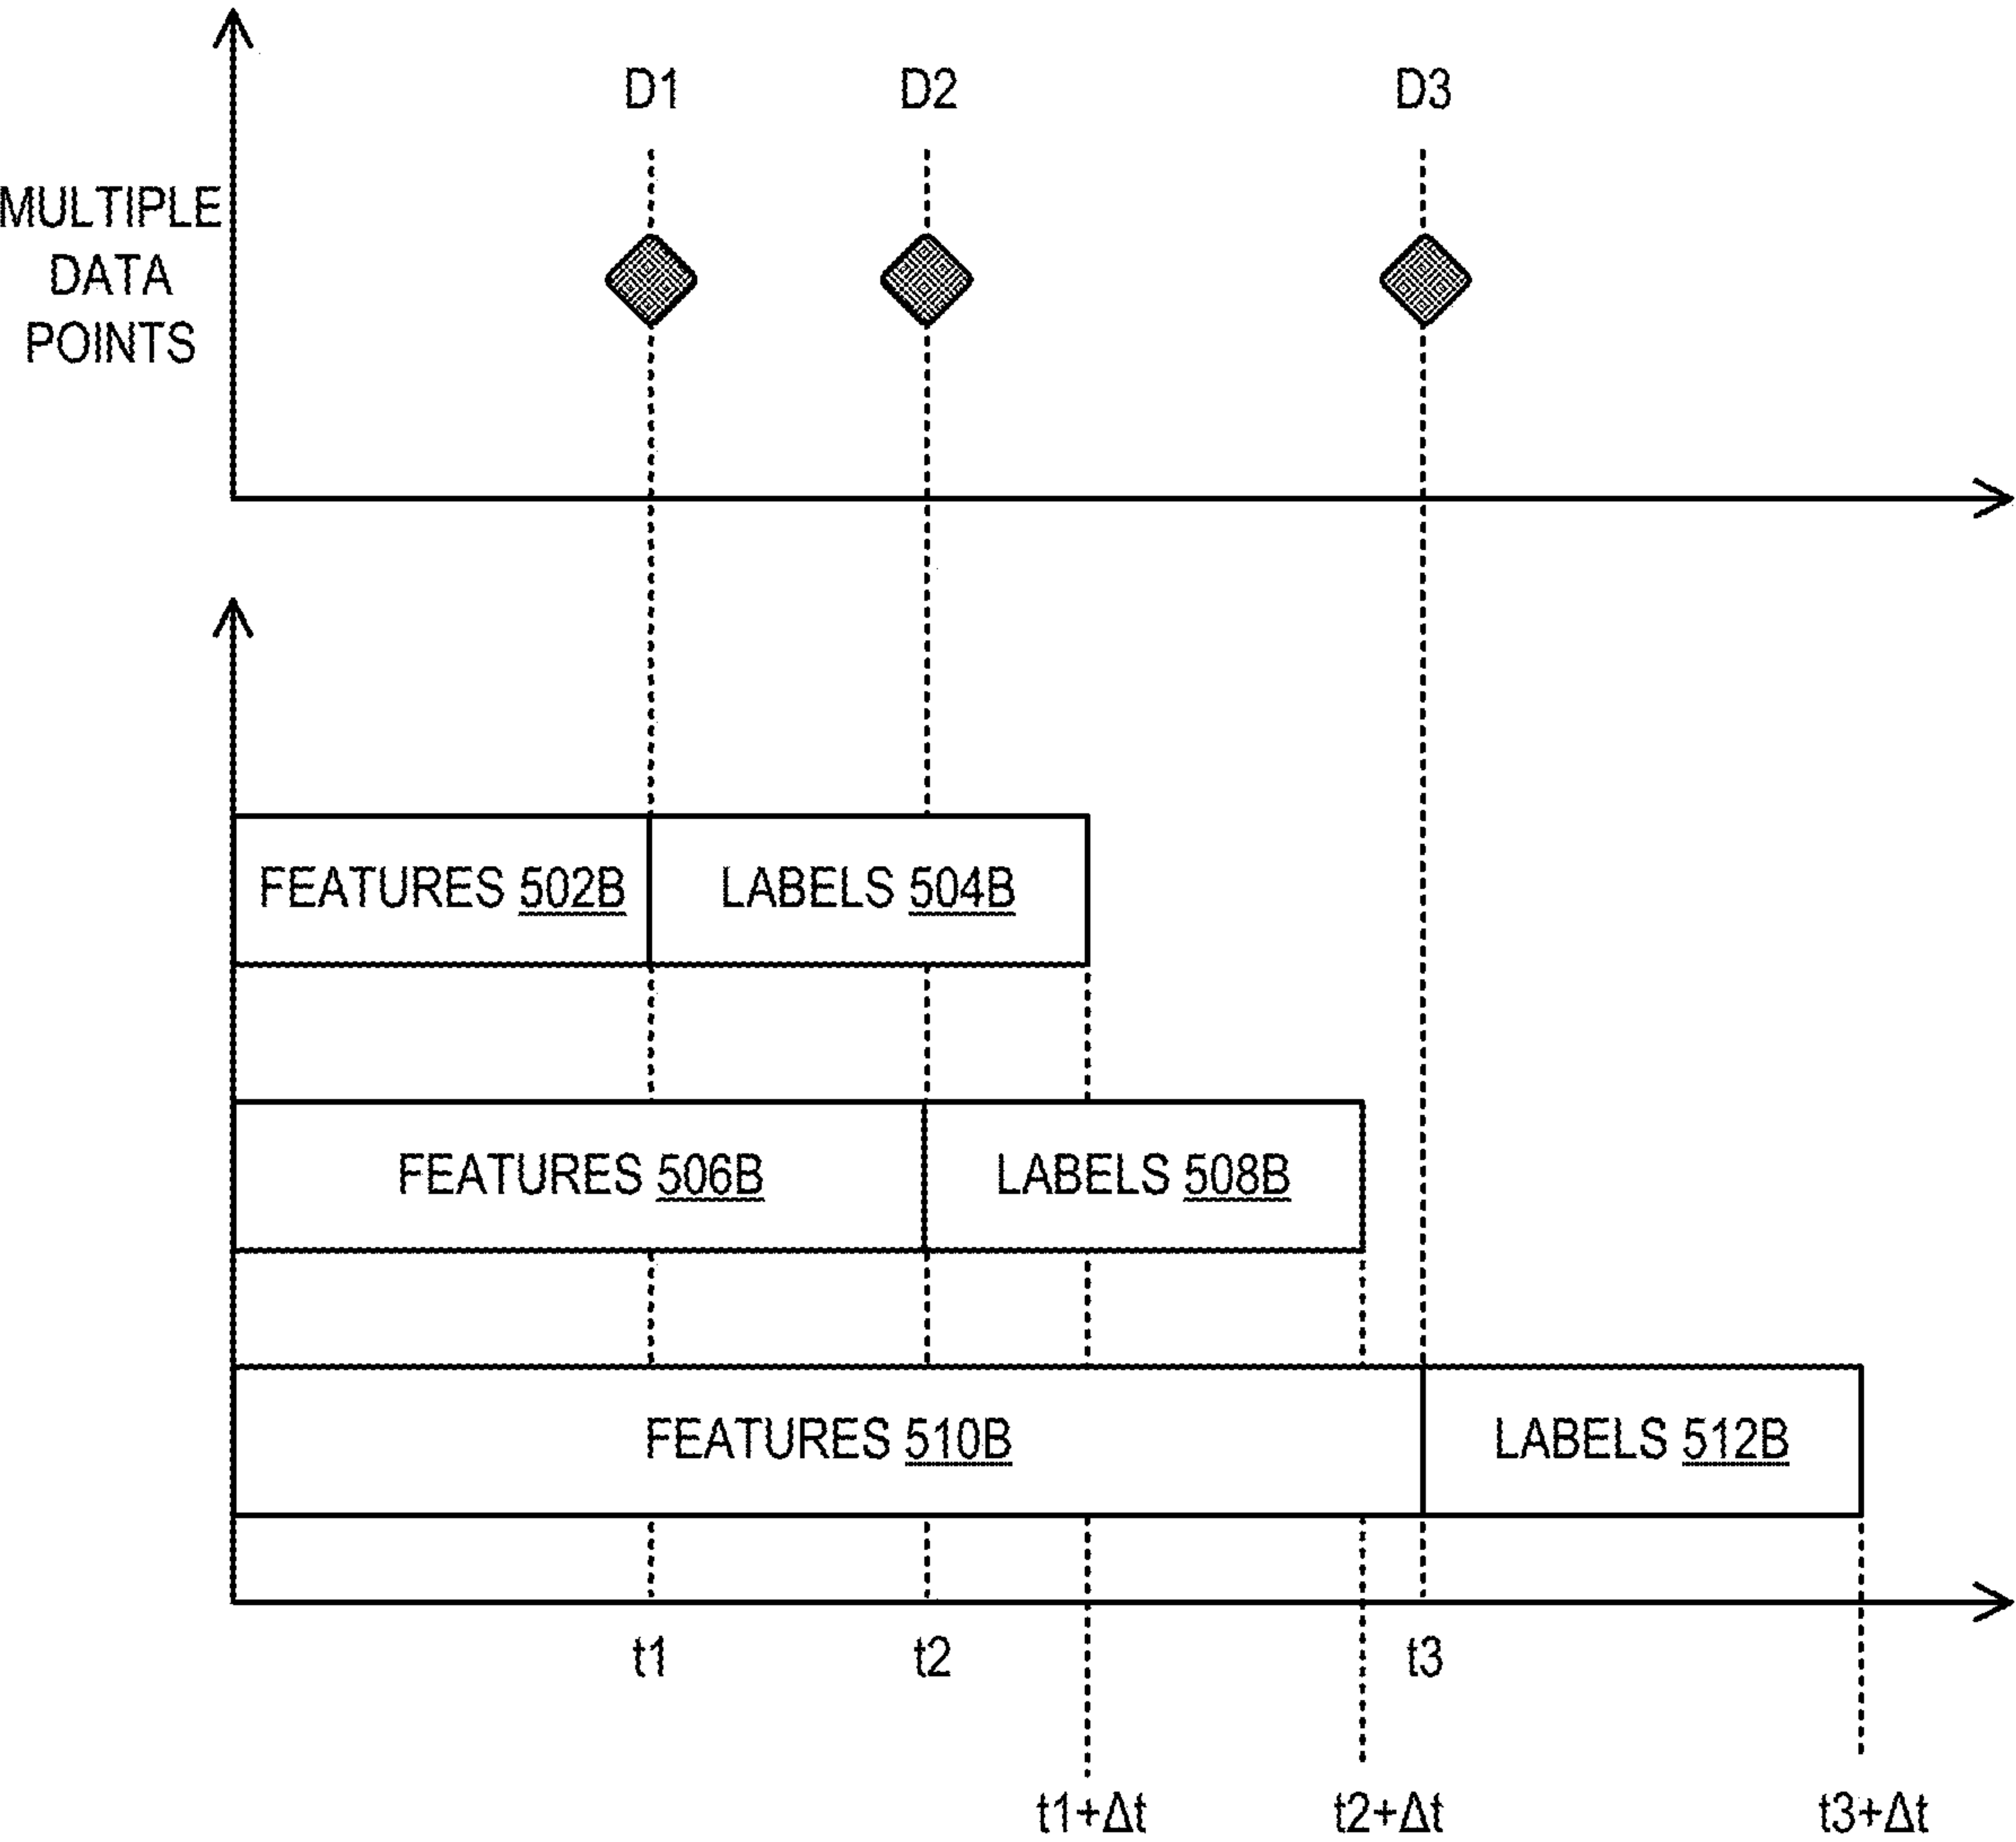 D1 D2 D3
MULTIPLE
DATA
POINTS
FEATURES 502B LABELS 504B
FEATURES 506B LABELS 508B
FEATURES 510B LABELS 512B
t1 t2 t3
t1+Δt t2+Δt t3+Δt